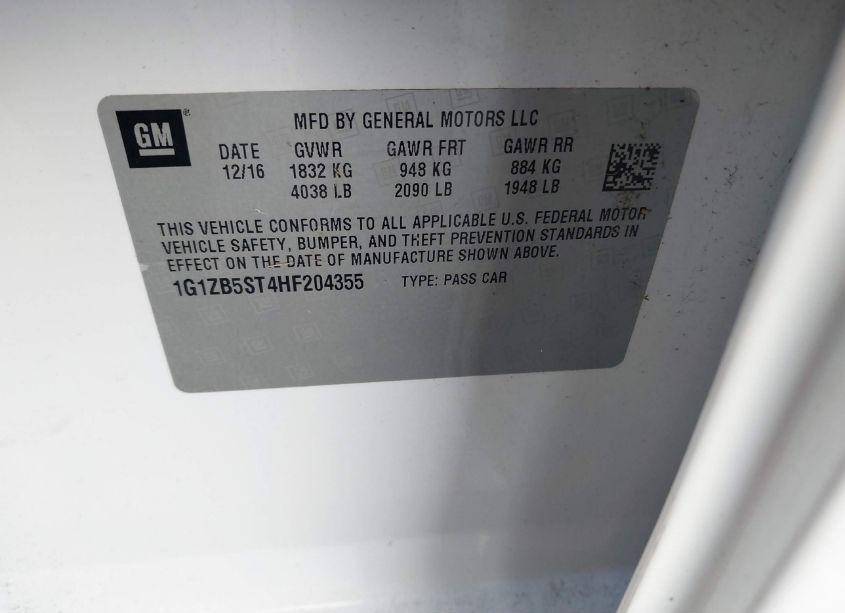 GM ®
MFD BY GENERAL MOTORS LLC
DATE GVWR GAWR FRT GAWR RR
12/16 1832 KG 948 KG 884 KG
4038 LB 2090 LB 1948 LB
THIS VEHICLE CONFORMS TO ALL APPLICABLE U.S. FEDERAL MOTOR
VEHICLE SAFETY, BUMPER, AND THEFT PREVENTION STANDARDS IN
EFFECT ON THE DATE OF MANUFACTURE SHOWN ABOVE.
1G1ZB5ST4HF204355 TYPE: PASS CAR